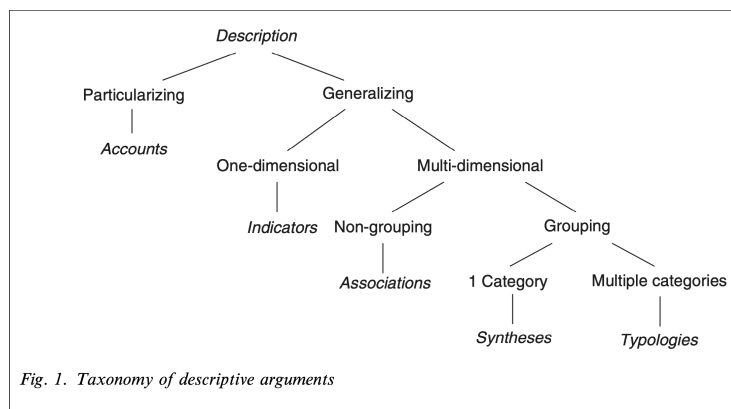 Description
Particularizing
Generalizing
Accounts
One-dimensional
Multi-dimensional
Indicators
Non-grouping
Grouping
Associations
1 Category
Multiple categories
Syntheses
Typologies
Fig. 1. Taxonomy of descriptive arguments